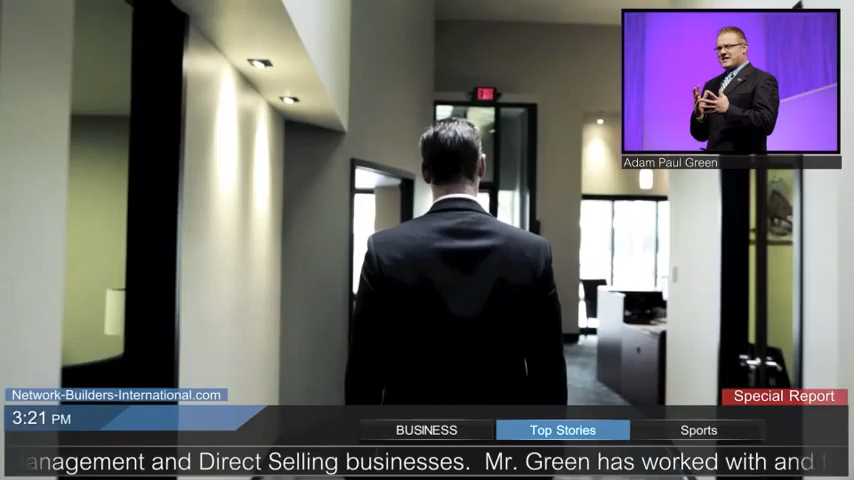 Adam Paul Green
Network-Builders-International.com
Special Report
3:21 PM
BUSINESS
Top Stories
Sports
anagement and Direct Selling businesses. Mr. Green has worked with and f